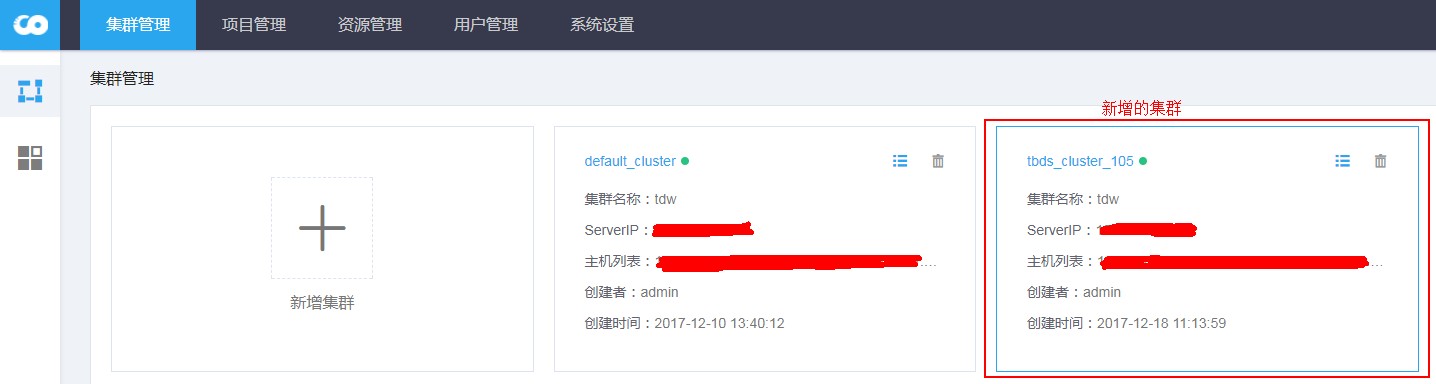 集群管理 项目管理 资源管理 用户管理 系统设置
集群管理
新增的集群
新增集群
default_cluster
集群名称：tdw
ServerIP：
主机列表：
创建者：admin
创建时间：2017-12-10 13:40:12
tbds_cluster_105
集群名称：tdw
ServerIP：
主机列表：
创建者：admin
创建时间：2017-12-18 11:13:59